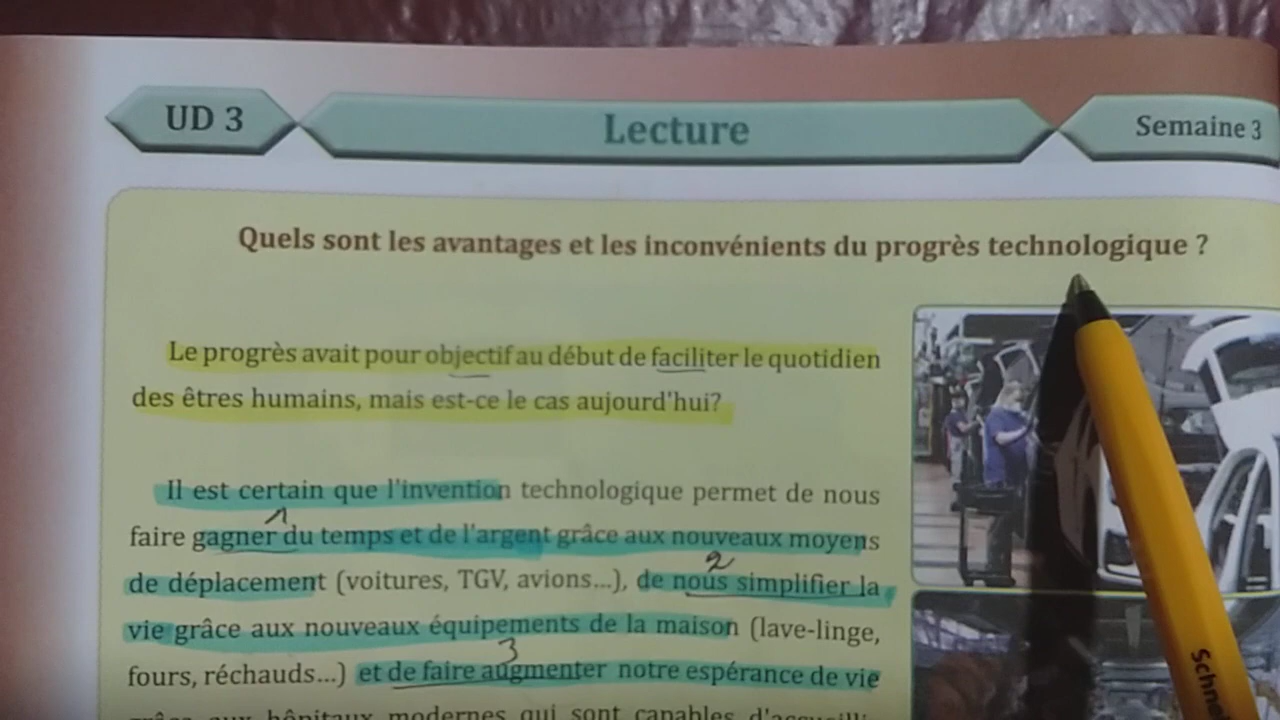 UD 3
Lecture
Semaine 3
Quels sont les avantages et les inconvénients du progrès technologique ?
Le progrès avait pour objectif au début de faciliter le quotidien
des êtres humains, mais est-ce le cas aujourd'hui?
Il est certain que l'invention technologique permet de nous
1
faire gagner du temps et de l'argent grâce aux nouveaux moyens
2
de déplacement (voitures, TGV, avions...), de nous simplifier la
vie grâce aux nouveaux équipements de la maison (lave-linge,
3
fours, réchauds...) et de faire augmenter notre espérance de vie
grâce aux hôpitaux modernes qui sont capables
Schne